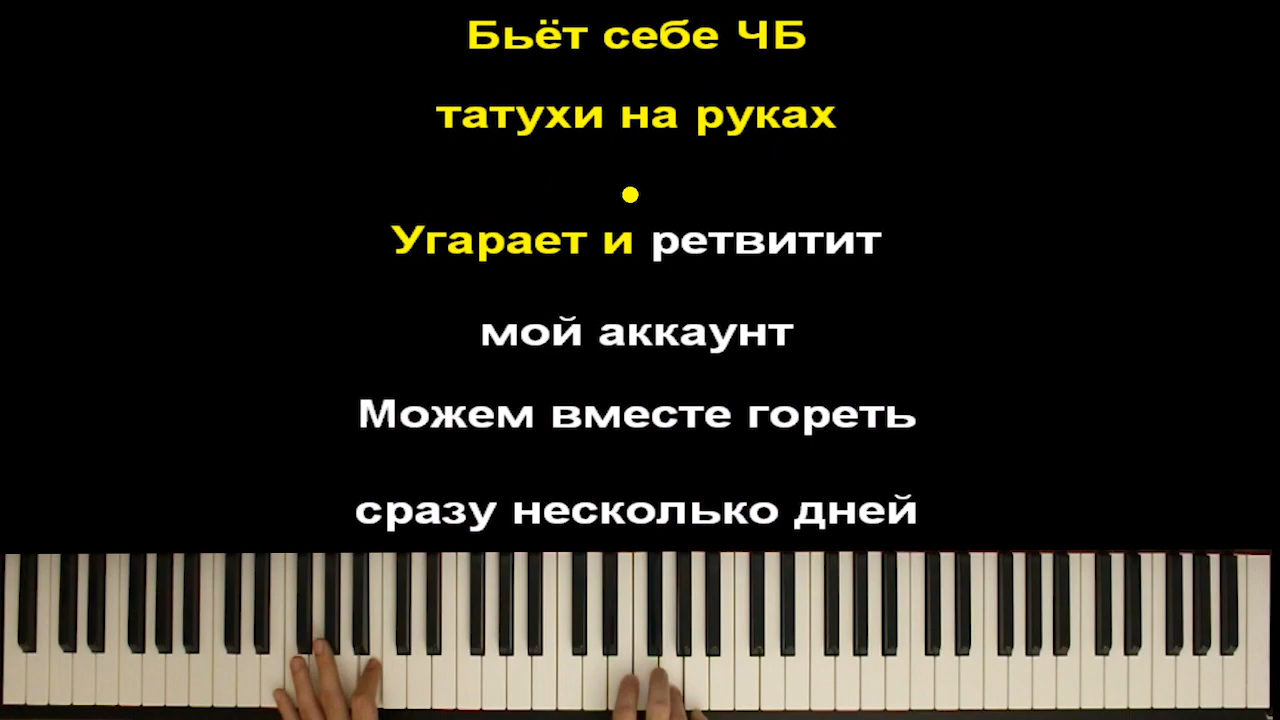 Бьёт себе ЧБ
татухи на руках
Угарает и ретвитит
мой аккаунт
Можем вместе гореть
сразу несколько дней